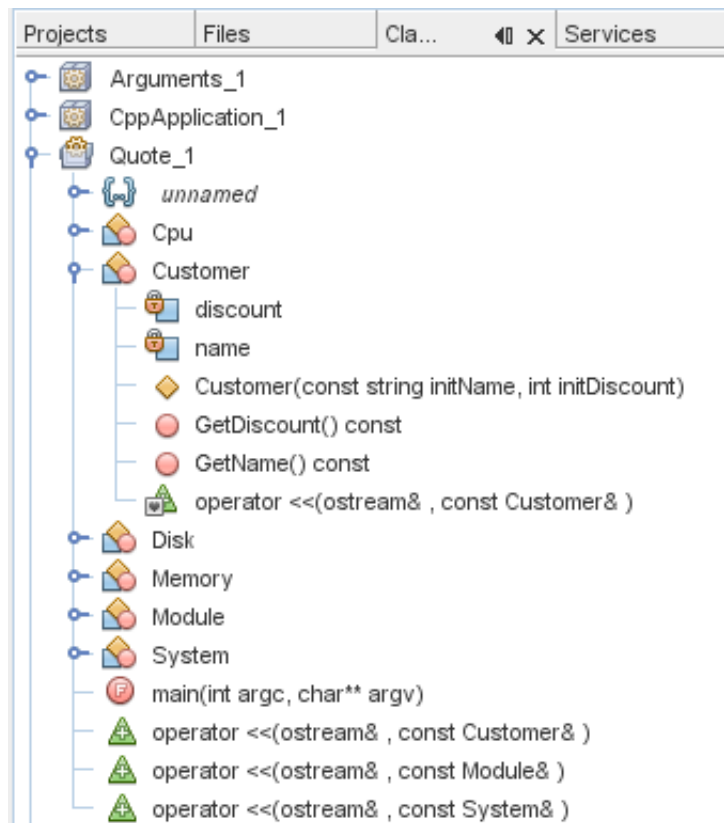 Projects Files Cla... Services
Arguments_1
CppApplication_1
Quote_1
unnamed
Cpu
Customer
discount
name
Customer(const string initName, int initDiscount)
GetDiscount() const
GetName() const
operator <<(ostream& , const Customer& )
Disk
Memory
Module
System
F main(int argc, char** argv)
operator <<(ostream& , const Customer& )
operator <<(ostream& , const Module& )
operator <<(ostream& , const System& )